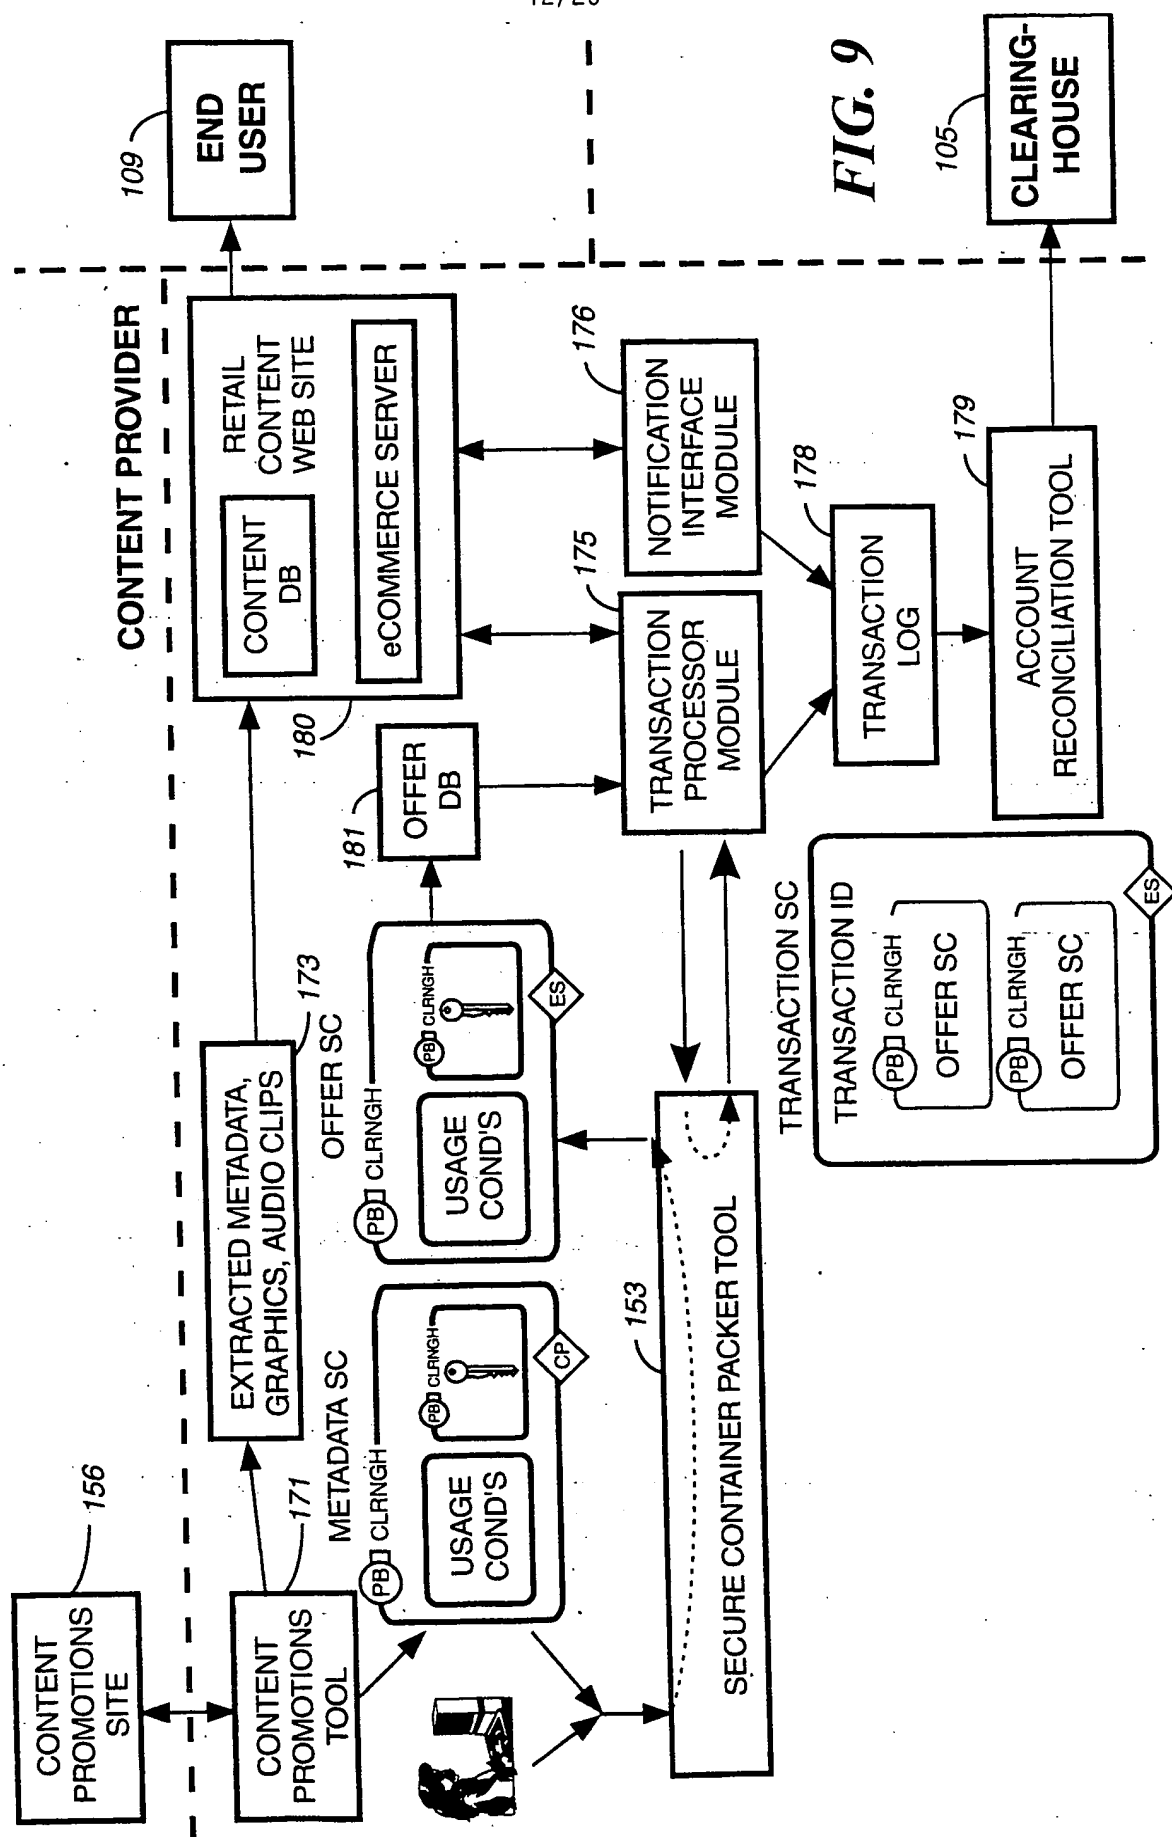 12/26
CONTENT
PROMOTIONS
SITE
156
CONTENT PROVIDER
CONTENT
PROMOTIONS
TOOL
171
EXTRACTED METADATA,
GRAPHICS, AUDIO CLIPS
173
CONTENT
DB
RETAIL
CONTENT
WEB SITE
eCOMMERCE SERVER
180
END
USER
109
METADATA SC
PB CLRNGH
USAGE
COND'S
PB CLRNGH
CP
OFFER SC
PB CLRNGH
USAGE
COND'S
PB CLRNGH
ES
OFFER
DB
181
SECURE CONTAINER PACKER TOOL
153
TRANSACTION
PROCESSOR
MODULE
175
NOTIFICATION
INTERFACE
MODULE
176
TRANSACTION SC
TRANSACTION ID
PB CLRNGH
OFFER SC
PB CLRNGH
OFFER SC
ES
TRANSACTION
LOG
178
ACCOUNT
RECONCILIATION TOOL
179
CLEARING-
HOUSE
105
FIG. 9